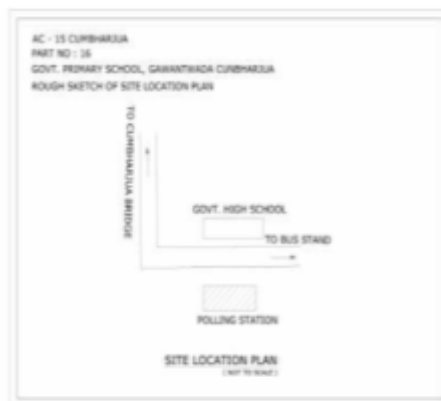 AC - 15 CUMBHARJUA
PART NO : 16
GOVT. PRIMARY SCHOOL, GAWANTWADA CUMBHARJUA
ROUGH SKETCH OF SITE LOCATION PLAN
TO CUMBHARJUA BRIDGE
GOVT. HIGH SCHOOL
TO BUS STAND
POLLING STATION
SITE LOCATION PLAN
( NOT TO SCALE )